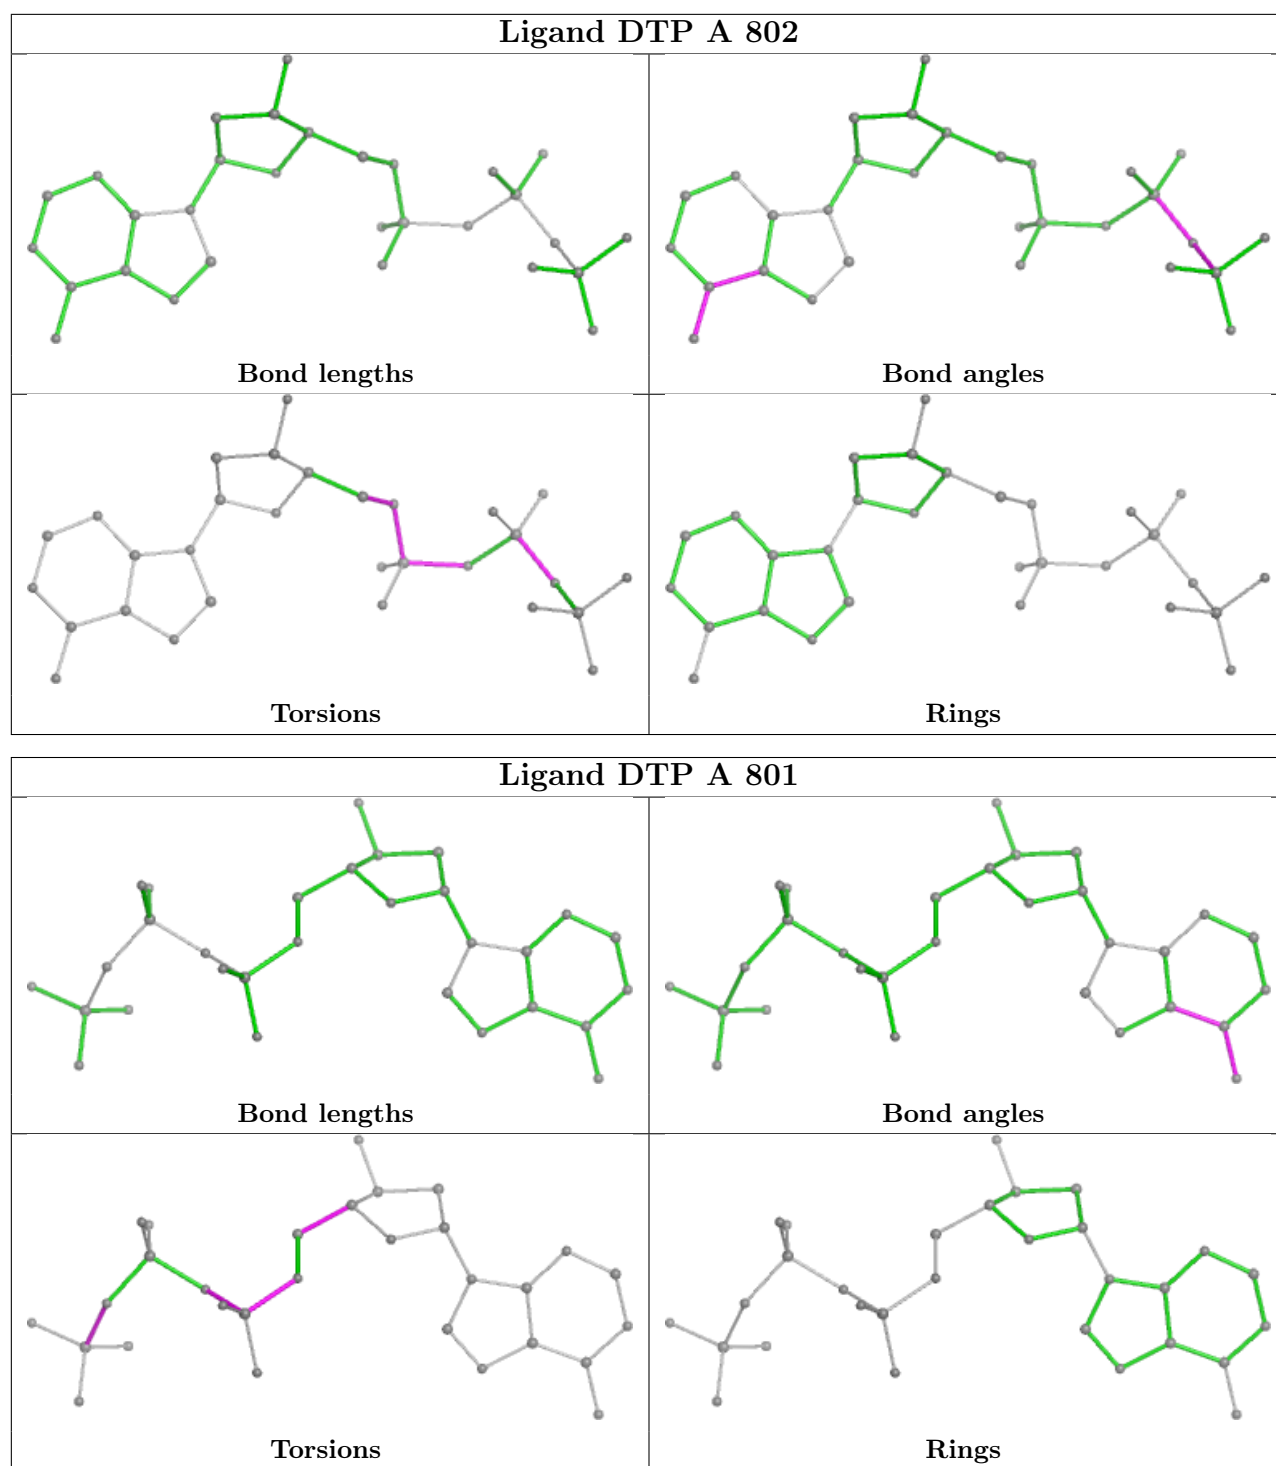 Ligand DTP A 802
Bond lengths
Bond angles
Torsions
Rings
Ligand DTP A 801
Bond lengths
Bond angles
Torsions
Rings